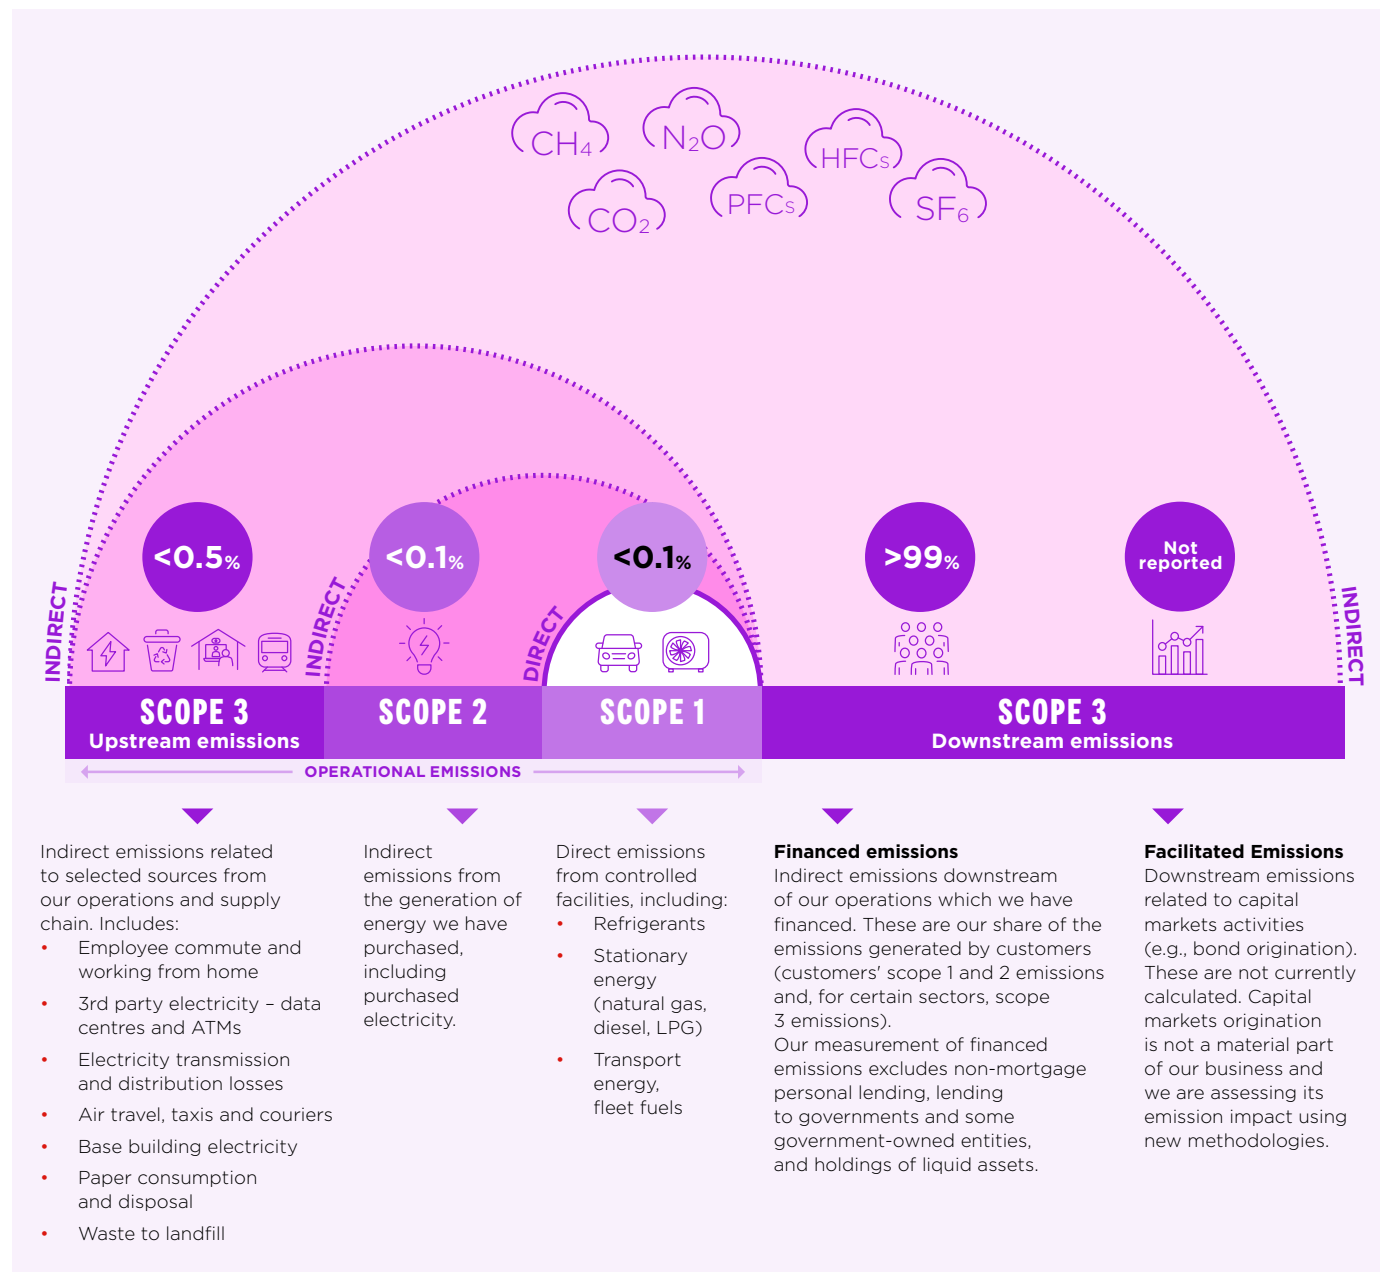 CH4
N2O
HFCs
CO2
PFCs
SF6
<0.5%
<0.1%
<0.1%
>99%
Not
reported
INDIRECT
INDIRECT
DIRECT
INDIRECT
SCOPE 3
Upstream emissions
SCOPE 2
SCOPE 1
SCOPE 3
Downstream emissions
OPERATIONAL EMISSIONS
Indirect emissions related
to selected sources from
our operations and supply
chain. Includes:
• Employee commute and
working from home
• 3rd party electricity – data
centres and ATMs
• Electricity transmission
and distribution losses
• Air travel, taxis and couriers
• Base building electricity
• Paper consumption
and disposal
• Waste to landfill
Indirect
emissions from
the generation of
energy we have
purchased,
including
purchased
electricity.
Direct emissions
from controlled
facilities, including:
• Refrigerants
• Stationary
energy
(natural gas,
diesel, LPG)
• Transport
energy,
fleet fuels
Financed emissions
Indirect emissions downstream
of our operations which we have
financed. These are our share of the
emissions generated by customers
(customers' scope 1 and 2 emissions
and, for certain sectors, scope
3 emissions).
Our measurement of financed
emissions excludes non-mortgage
personal lending, lending
to governments and some
government-owned entities,
and holdings of liquid assets.
Facilitated Emissions
Downstream emissions
related to capital
markets activities
(e.g., bond origination).
These are not currently
calculated. Capital
markets origination
is not a material part
of our business and
we are assessing its
emission impact using
new methodologies.